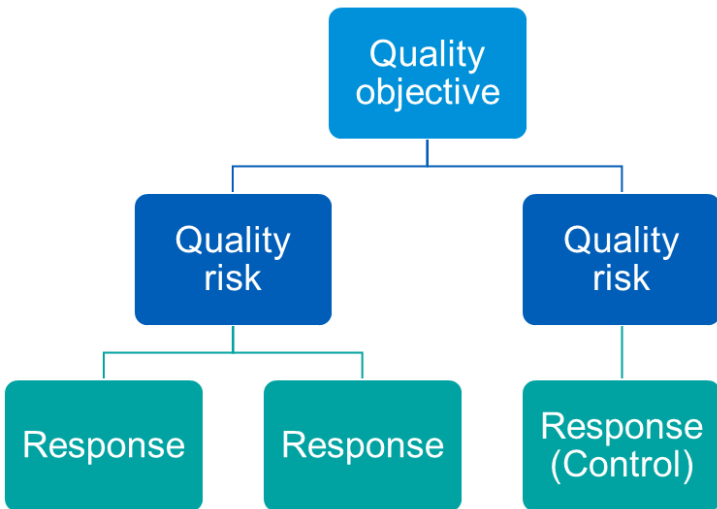 Quality
objective
Quality
risk
Quality
risk
Response
Response
Response
(Control)